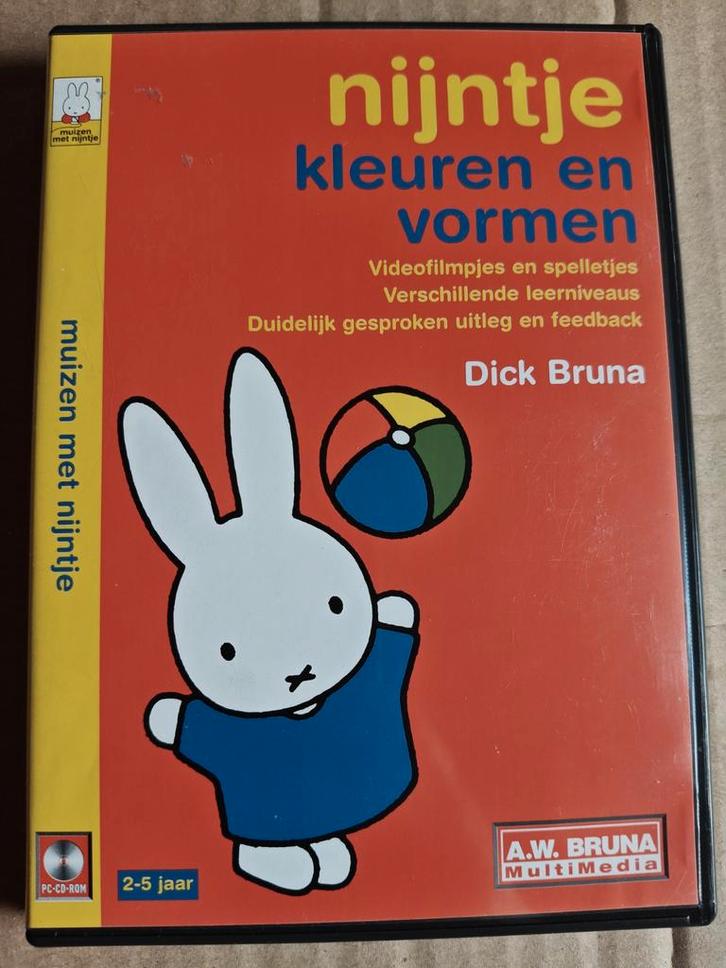 muizen
met nijntje
nijntje
kleuren en
vormen
Videofilmpjes en spelletjes
Verschillende leerniveaus
Duidelijk gesproken uitleg en feedback
Dick Bruna
muizen met nijntje
PC-CD-ROM
2-5 jaar
A.W. BRUNA
MultiMedia